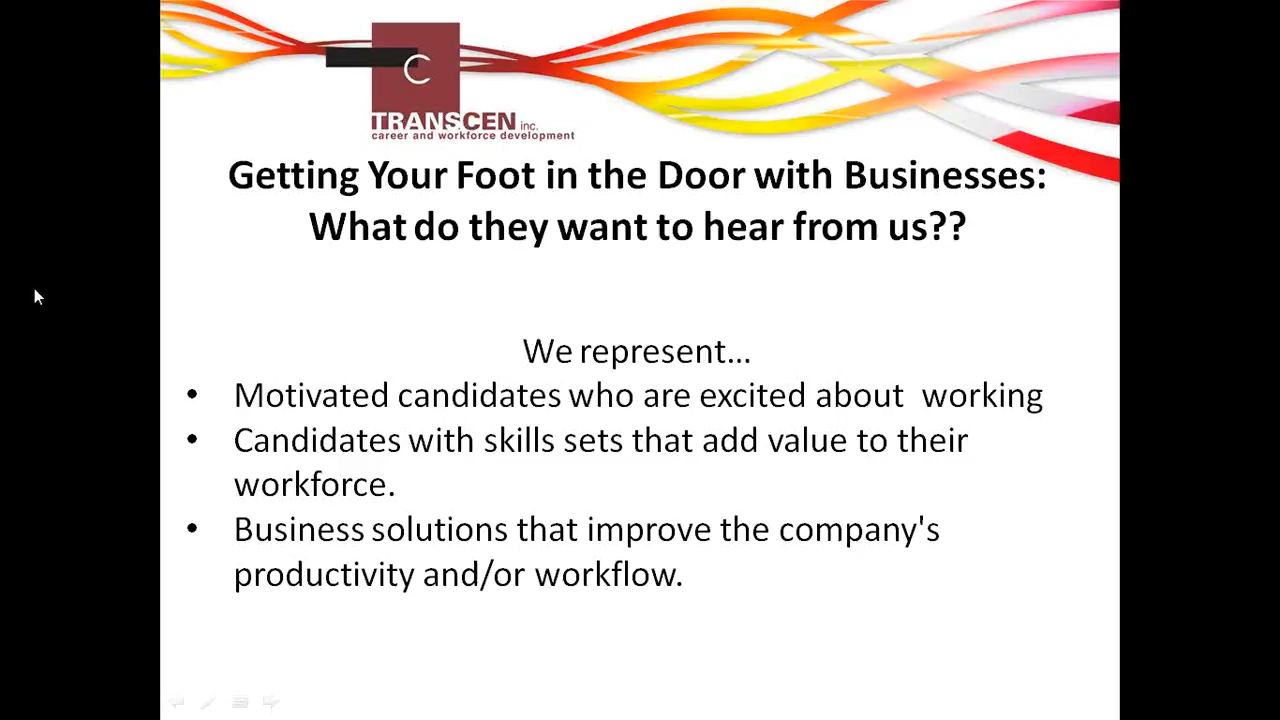 C
TRANSCEN inc.
career and workforce development
Getting Your Foot in the Door with Businesses:
What do they want to hear from us??
We represent...
• Motivated candidates who are excited about  working
• Candidates with skills sets that add value to their
workforce.
• Business solutions that improve the company's
productivity and/or workflow.